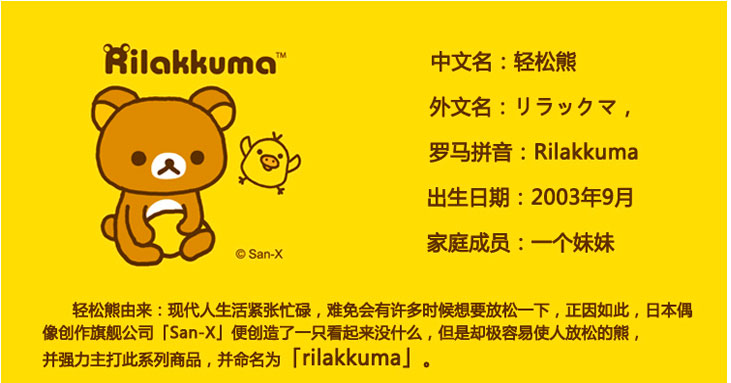 Rilakkuma™
中文名：轻松熊
外文名：リラックマ，
罗马拼音：Rilakkuma
出生日期：2003年9月
家庭成员：一个妹妹
© San-X
轻松熊由来：现代人生活紧张忙碌，难免会有许多时候想要放松一下，正因如此，日本偶
像创作旗舰公司「San-X」便创造了一只看起来没什么，但是却极容易使人放松的熊，
并强力主打此系列商品，并命名为「rilakkuma」。